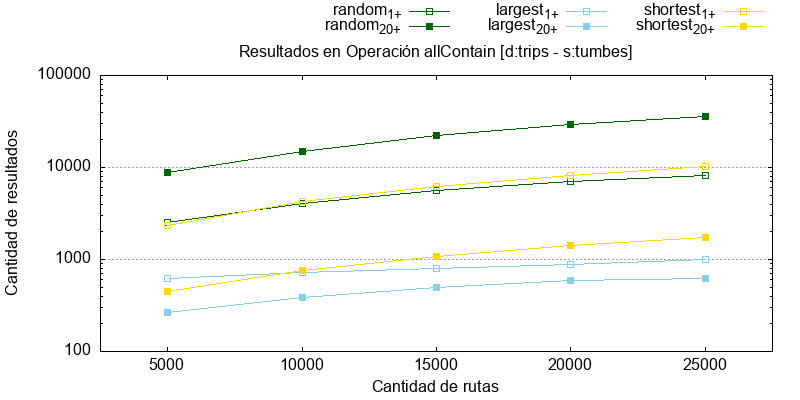 random1+ largest1+ shortest1+
random20+ largest20+ shortest20+
Resultados en Operación allContain [d:trips - s:tumbes]
100000
10000
1000
100
Cantidad de resultados
5000 10000 15000 20000 25000
Cantidad de rutas